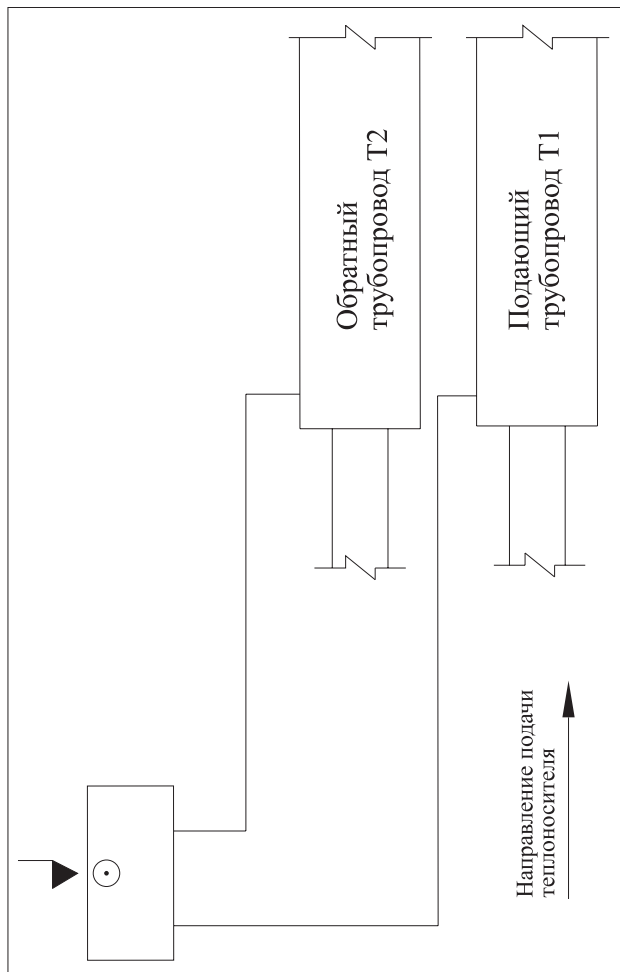 Обратный
трубопровод Т2
Подающий
трубопровод Т1
Направление подачи
теплоносителя